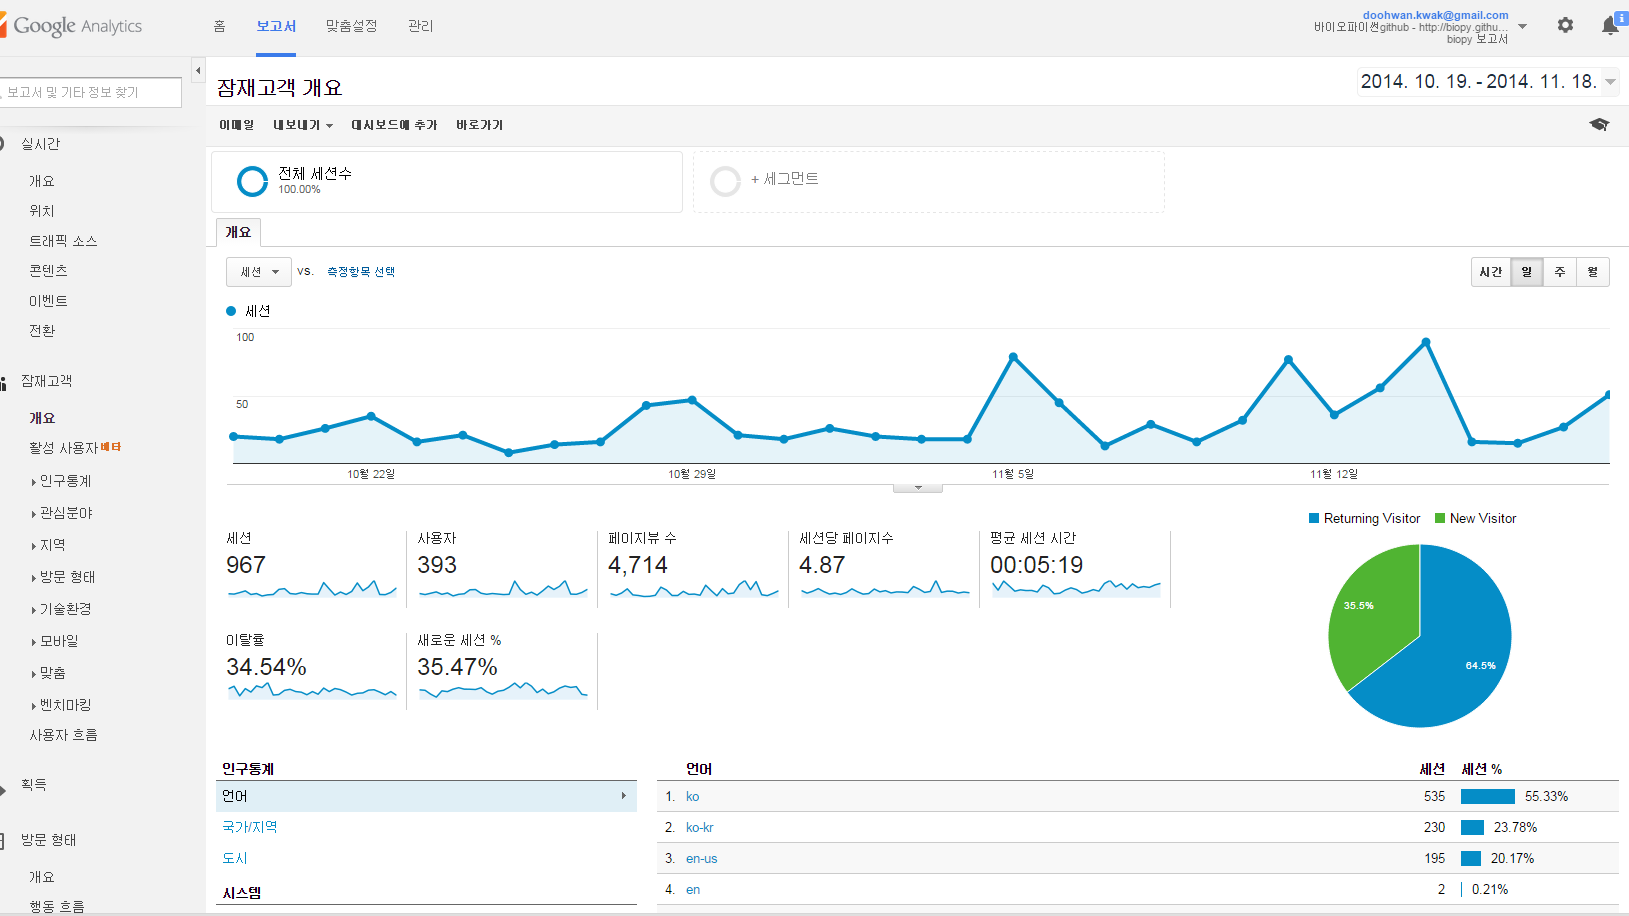 Google Analytics
홈 보고서 맞춤설정 관리
doohwan.kwak@gmail.com
바이오파이썬github - http://biopy.githu...
biopy 보고서
보고서 및 기타 정보 찾기
잠재고객 개요
2014. 10. 19. - 2014. 11. 18.
이메일 내보내기 대시보드에 추가 바로가기
실시간
개요
위치
트래픽 소스
콘텐츠
이벤트
전환
잠재고객
개요
활성 사용자 베타
인구통계
관심분야
지역
방문 형태
기술환경
모바일
맞춤
벤치마킹
사용자 흐름
획득
방문 형태
개요
행동 흐름
전체 세션수
100.00%
+ 세그먼트
개요
세션 vs. 측정항목 선택
시간 일 주 월
세션
100
50
10월 22일 10월 29일 11월 5일 11월 12일
세션 사용자 페이지뷰 수 세션당 페이지수 평균 세션 시간
967 393 4,714 4.87 00:05:19
이탈률 새로운 세션 %
34.54% 35.47%
Returning Visitor New Visitor
35.5%
64.5%
인구통계
언어
국가/지역
도시
시스템
언어 세션 세션 %
1. ko 535 55.33%
2. ko-kr 230 23.78%
3. en-us 195 20.17%
4. en 2 0.21%